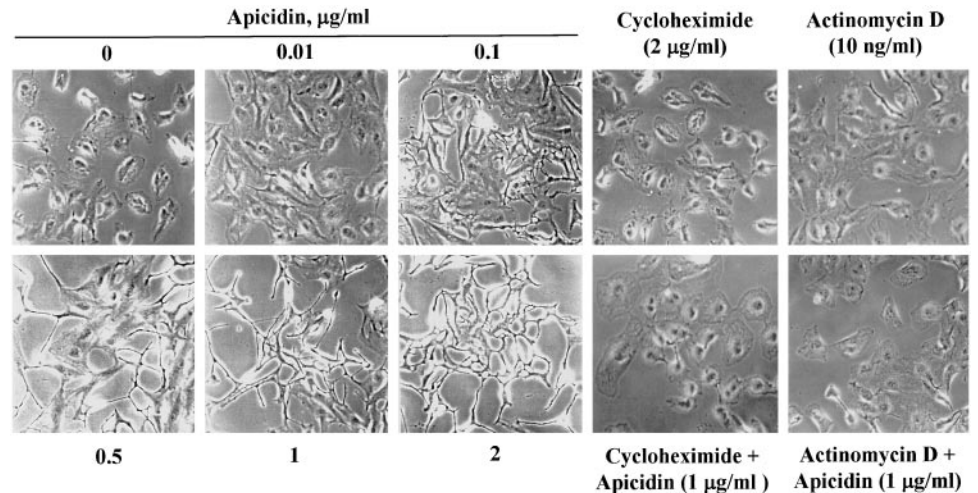 Apicidin, μg/ml
0
0.01
0.1
Cycloheximide
(2 μg/ml)
Actinomycin D
(10 ng/ml)
0.5
1
2
Cycloheximide +
Apicidin (1 μg/ml )
Actinomycin D +
Apicidin (1 μg/ml)